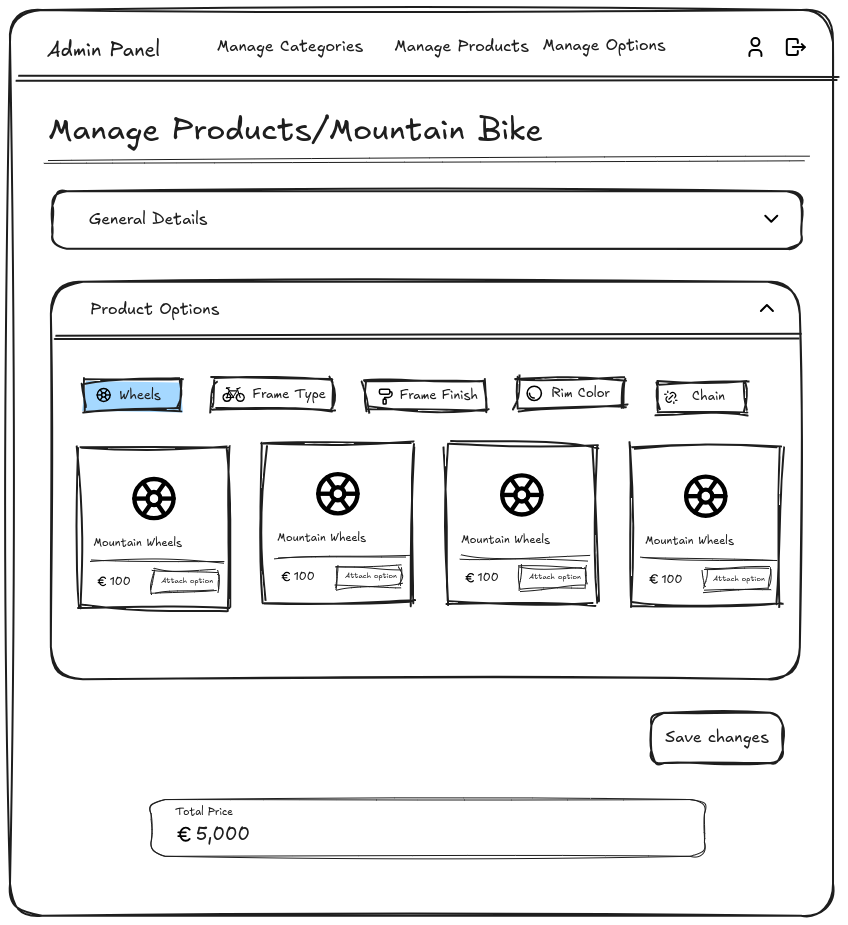 Admin Panel Manage Categories Manage Products Manage Options
Manage Products/Mountain Bike
General Details
Product Options
Wheels Frame Type Frame Finish Rim Color Chain
Mountain Wheels Mountain Wheels Mountain Wheels Mountain Wheels
€ 100 Attach option € 100 Attach option € 100 Attach option € 100 Attach option
Save changes
Total Price
€ 5,000